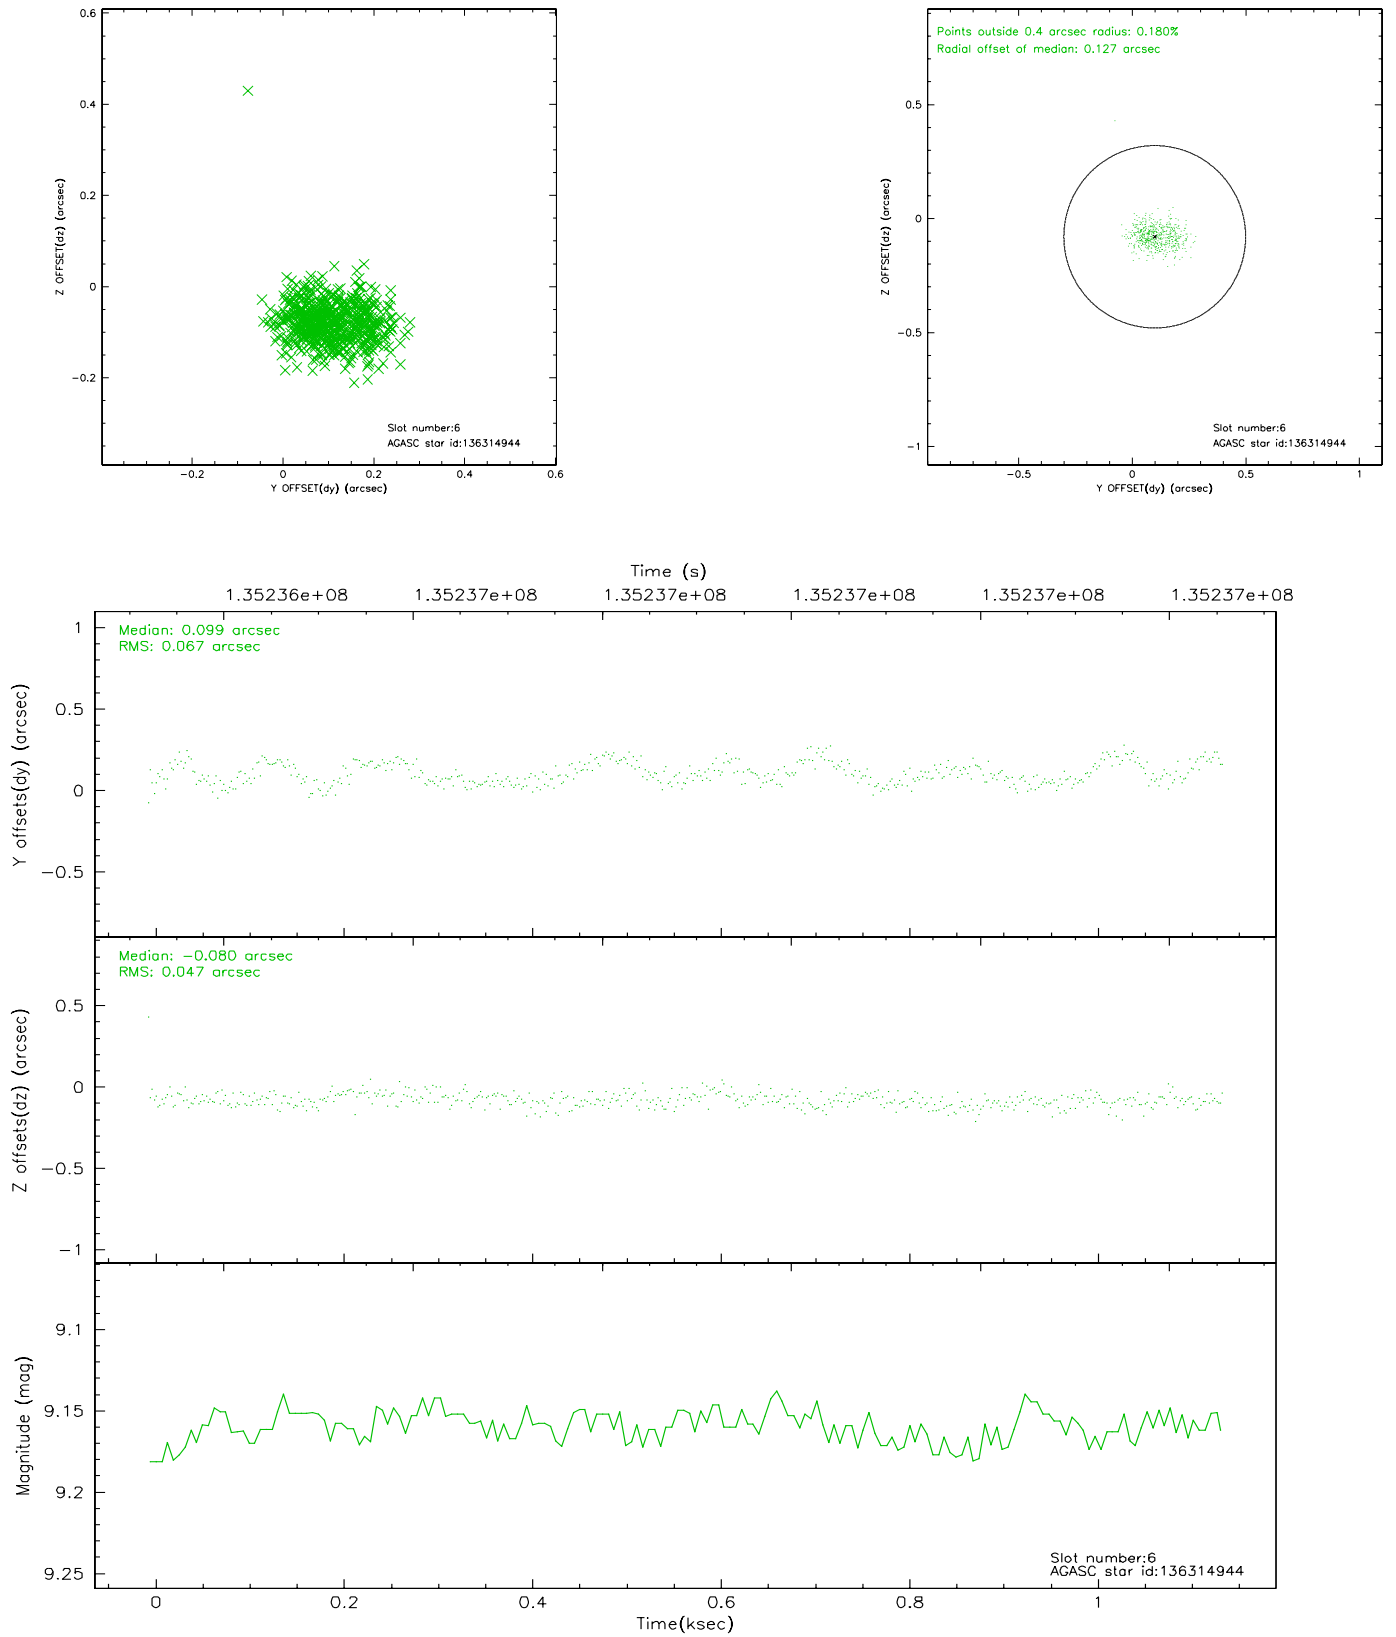 0.6
0.4
0.2
0
−0.2
Z OFFSET(dz) (arcsec)
Slot number:6
AGASC star id:136314944
−0.2 0 0.2 0.4 0.6
Y OFFSET(dy) (arcsec)
Points outside 0.4 arcsec radius: 0.180%
Radial offset of median: 0.127 arcsec
0.5
0
−0.5
−1
Z OFFSET(dz) (arcsec)
Slot number:6
AGASC star id:136314944
−0.5 0 0.5 1
Y OFFSET(dy) (arcsec)
Time (s)
1.35236e+08 1.35237e+08 1.35237e+08 1.35237e+08 1.35237e+08 1.35237e+08
Median: 0.099 arcsec
RMS: 0.067 arcsec
1
0.5
0
−0.5
Y offsets(dy) (arcsec)
Median: −0.080 arcsec
RMS: 0.047 arcsec
0.5
0
−0.5
−1
Z offsets(dz) (arcsec)
9.1
9.15
9.2
9.25
Magnitude (mag)
Slot number:6
AGASC star id:136314944
0 0.2 0.4 0.6 0.8 1
Time(ksec)